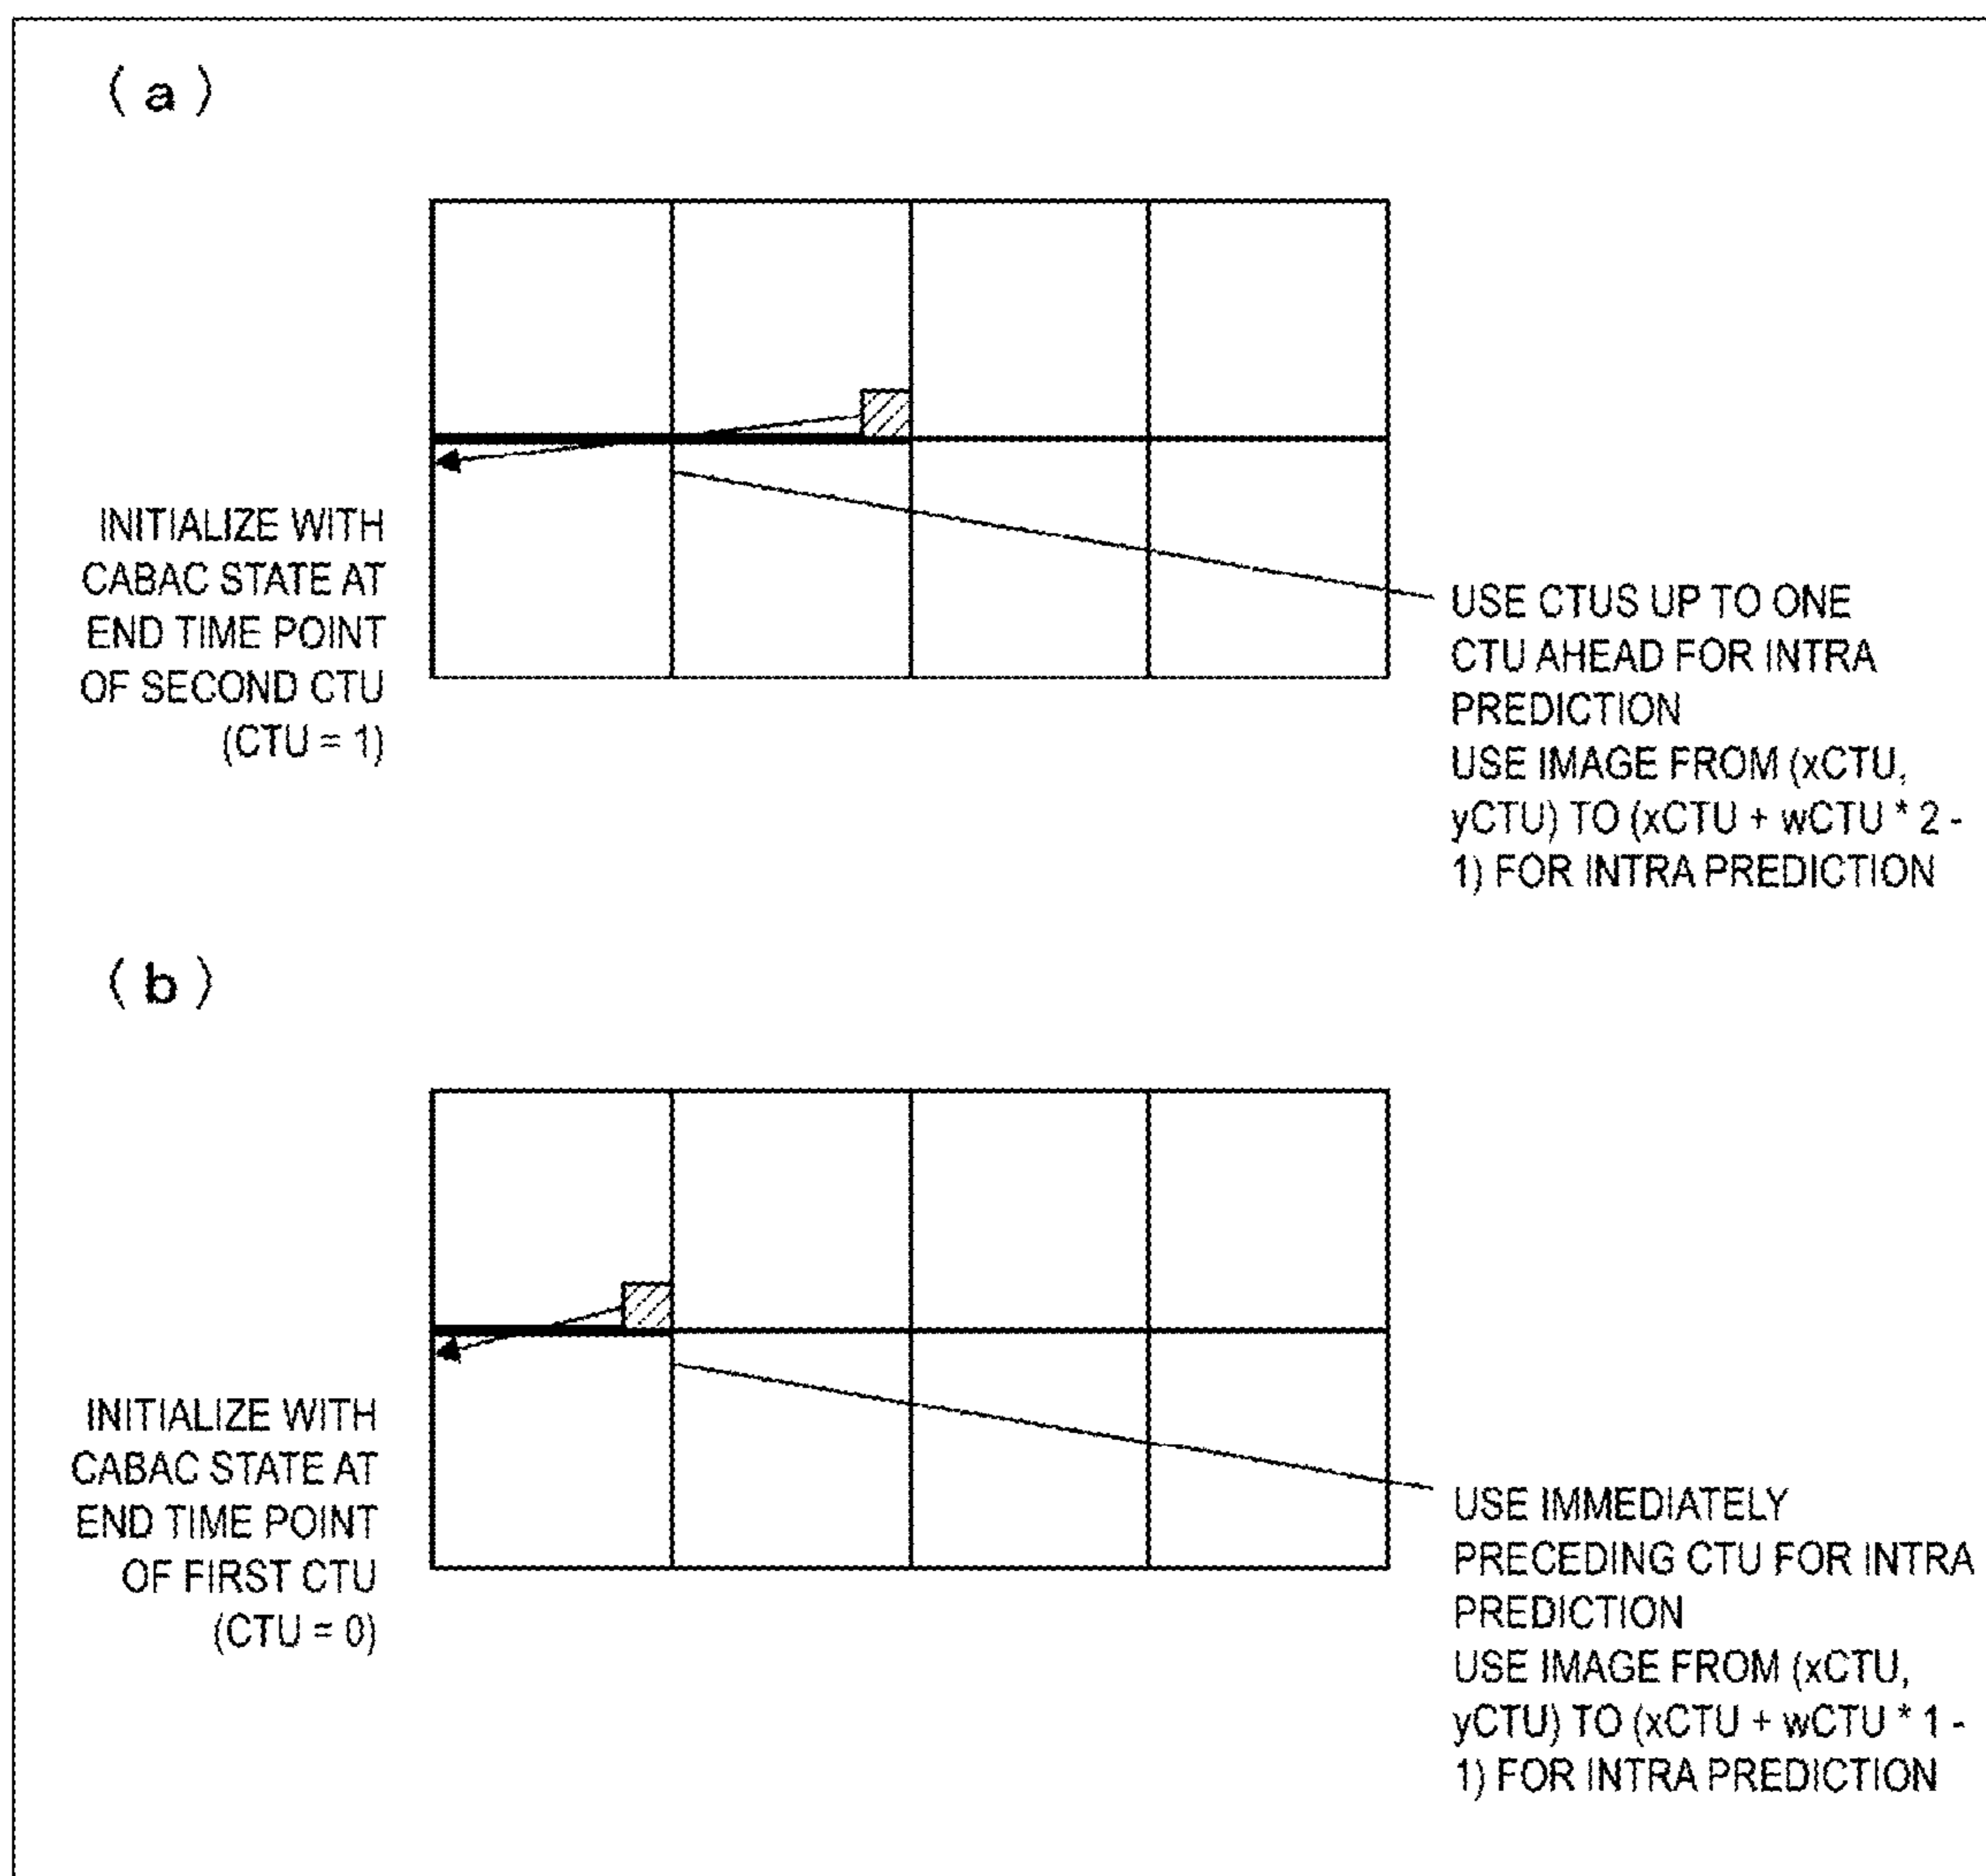 ( a )
INITIALIZE WITH
CABAC STATE AT
END TIME POINT
OF SECOND CTU
(CTU = 1)
USE CTUS UP TO ONE
CTU AHEAD FOR INTRA
PREDICTION
USE IMAGE FROM (xCTU,
yCTU) TO (xCTU + wCTU * 2 -
1) FOR INTRA PREDICTION
( b )
INITIALIZE WITH
CABAC STATE AT
END TIME POINT
OF FIRST CTU
(CTU = 0)
USE IMMEDIATELY
PRECEDING CTU FOR INTRA
PREDICTION
USE IMAGE FROM (xCTU,
yCTU) TO (xCTU + wCTU * 1 -
1) FOR INTRA PREDICTION